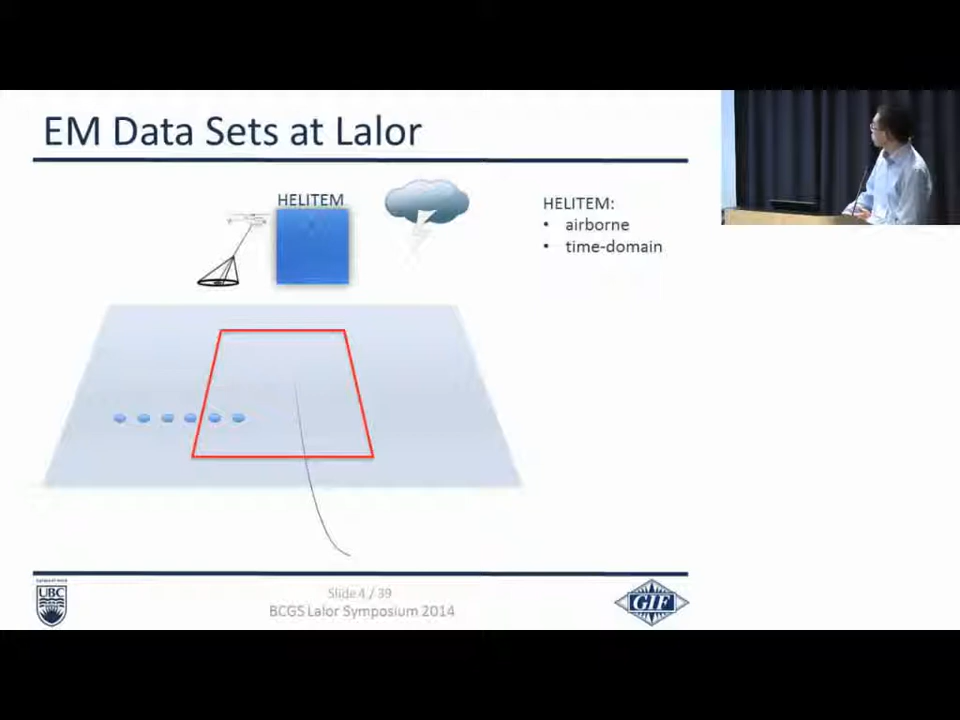 EM Data Sets at Lalor
HELITEM
HELITEM:
• airborne
• time-domain
UBC
Slide 4 / 39
BCGS Lalor Symposium 2014
GIF